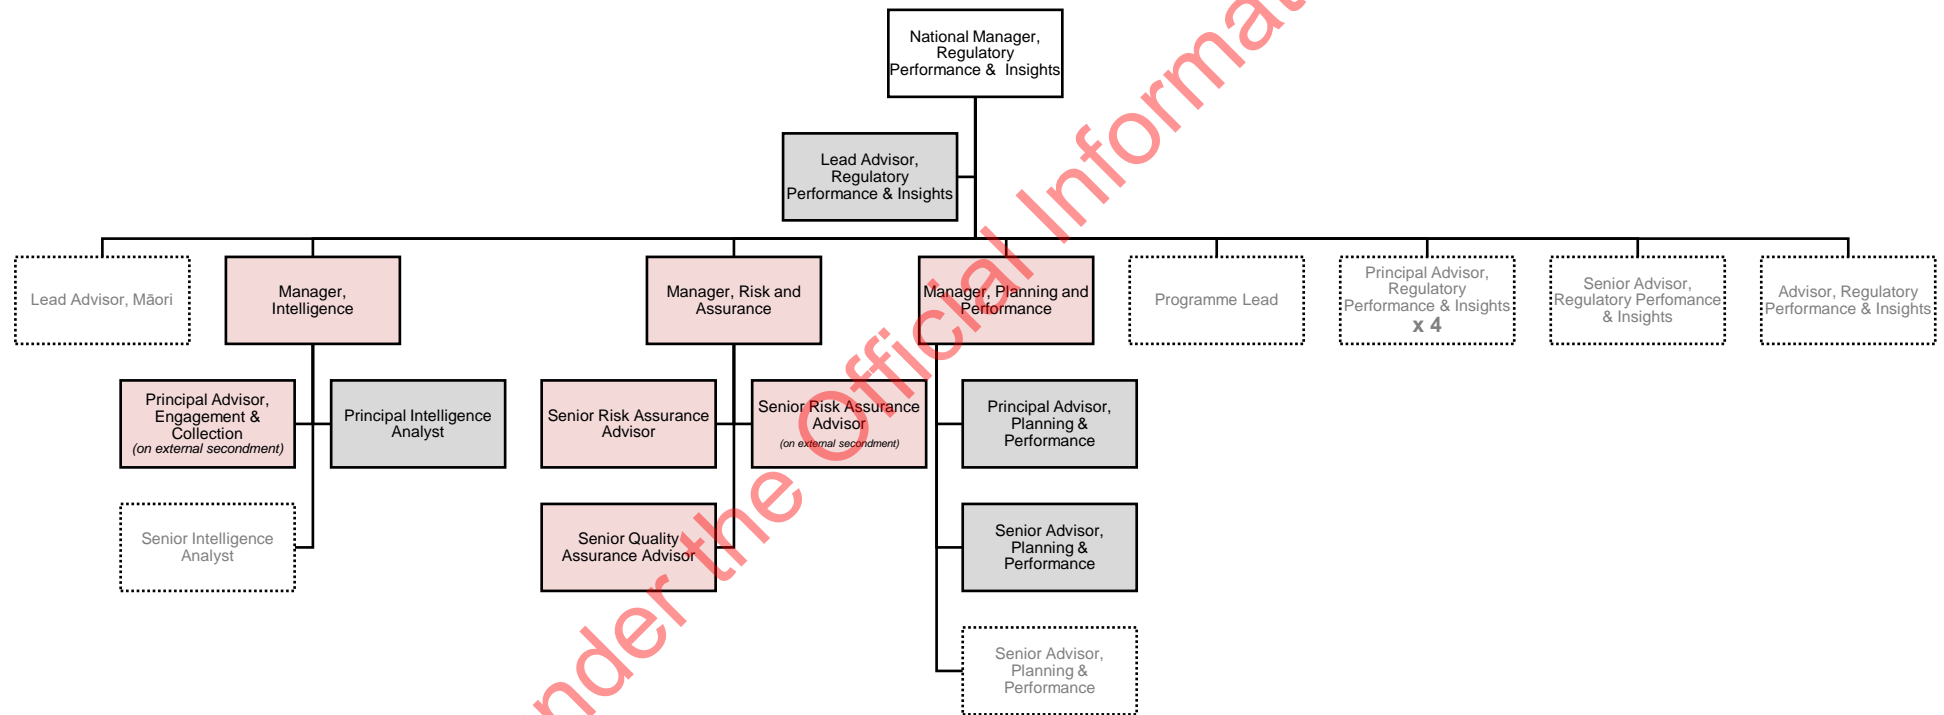 National Manager,
Regulatory
Performance & Insights
Lead Advisor,
Regulatory
Performance & Insights
Lead Advisor, Māori
Manager,
Intelligence
Manager, Risk and
Assurance
Manager, Planning and
Performance
Programme Lead
Principal Advisor,
Regulatory
Performance & Insights
x 4
Senior Advisor,
Regulatory Perfomance
& Insights
Advisor, Regulatory
Performance & Insights
Principal Advisor,
Engagement &
Collection
(on external secondment)
Principal Intelligence
Analyst
Senior Risk Assurance
Advisor
Senior Risk Assurance
Advisor
(on external secondment)
Principal Advisor,
Planning &
Performance
Senior Intelligence
Analyst
Senior Quality
Assurance Advisor
Senior Advisor,
Planning &
Performance
Senior Advisor,
Planning &
Performance
nder the Official Informat